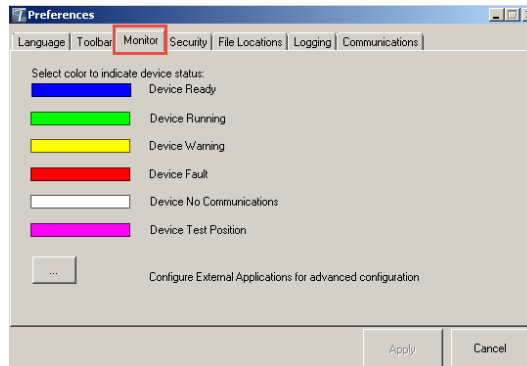 Preferences
Language Toolbar Monitor Security File Locations Logging Communications
Select color to indicate device status:
Device Ready
Device Running
Device Warning
Device Fault
Device No Communications
Device Test Position
... Configure External Applications for advanced configuration
Apply Cancel